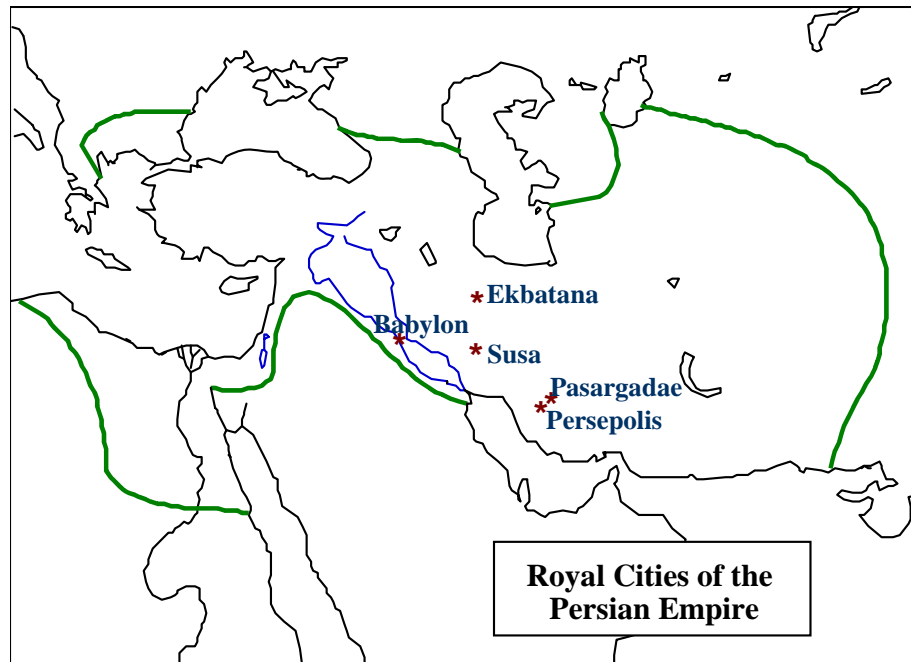 Ekbatana
Babylon
Susa
Pasargadae
Persepolis
Royal Cities of the
Persian Empire